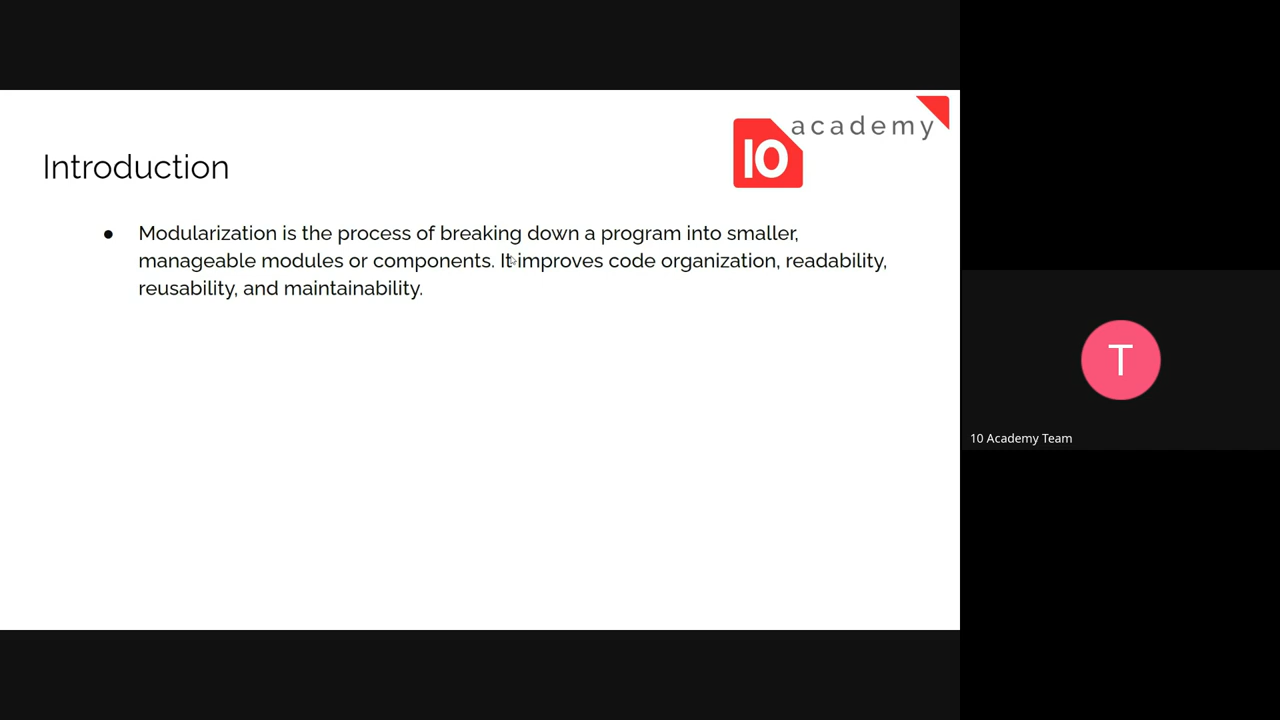 academy
10
Introduction
● Modularization is the process of breaking down a program into smaller,
manageable modules or components. It improves code organization, readability,
reusability, and maintainability.
T
10 Academy Team